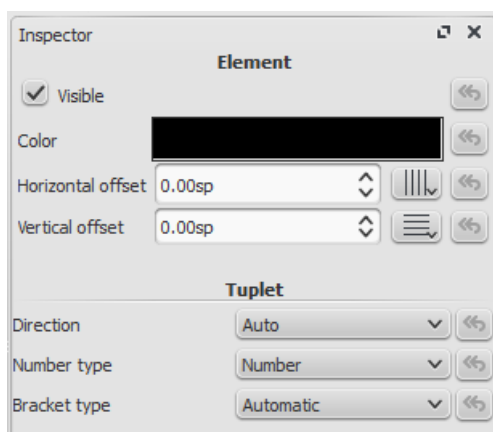 Inspector
Element
Visible
Color
Horizontal offset 0.00sp
Vertical offset 0.00sp
Tuplet
Direction Auto
Number type Number
Bracket type Automatic